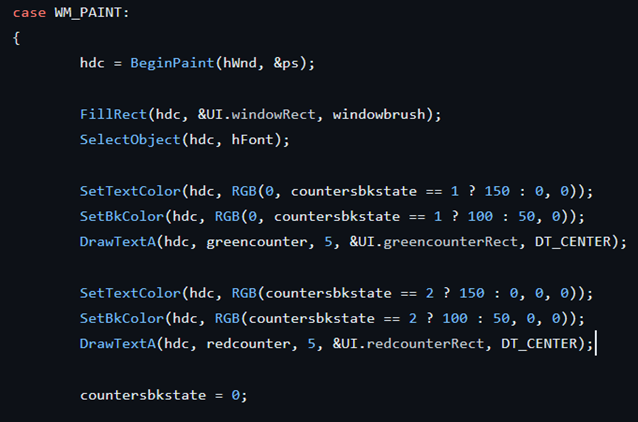 case WM_PAINT:
{
hdc = BeginPaint(hWnd, &ps);
FillRect(hdc, &UI.windowRect, windowbrush);
SelectObject(hdc, hFont);
SetTextColor(hdc, RGB(0, countersbkstate == 1 ? 150 : 0, 0));
SetBkColor(hdc, RGB(0, countersbkstate == 1 ? 100 : 50, 0));
DrawTextA(hdc, greencounter, 5, &UI.greencounterRect, DT_CENTER);
SetTextColor(hdc, RGB(countersbkstate == 2 ? 150 : 0, 0, 0));
SetBkColor(hdc, RGB(countersbkstate == 2 ? 100 : 50, 0, 0));
DrawTextA(hdc, redcounter, 5, &UI.redcounterRect, DT_CENTER);
countersbkstate = 0;